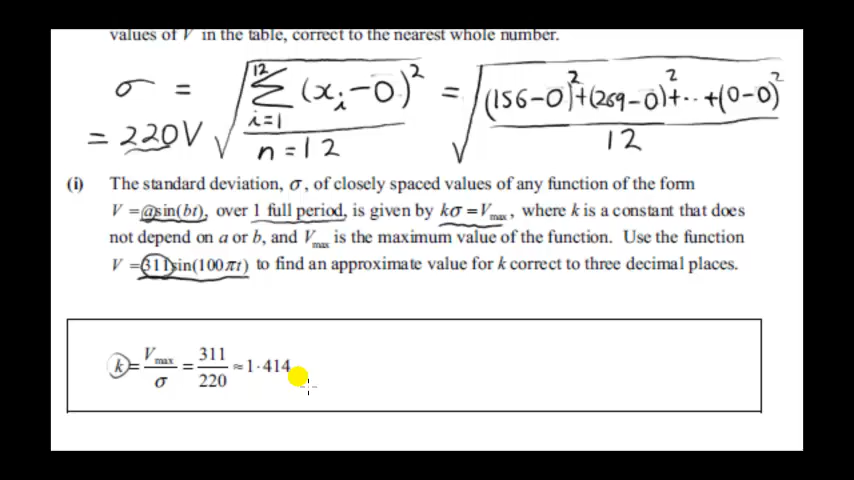 values of V in the table, correct to the nearest whole number.
σ = √(∑_{i=1}^{12} (x_i−0)² / n=12) = √((156−0)²+(269−0)²+..+(0−0)² / 12)
= 220V
(i) The standard deviation, σ, of closely spaced values of any function of the form
V = a sin(bt), over 1 full period, is given by kσ = V_max, where k is a constant that does
not depend on a or b, and V_max is the maximum value of the function. Use the function
V = 311sin(100πt) to find an approximate value for k correct to three decimal places.
k = V_max/σ = 311/220 ≈ 1·414